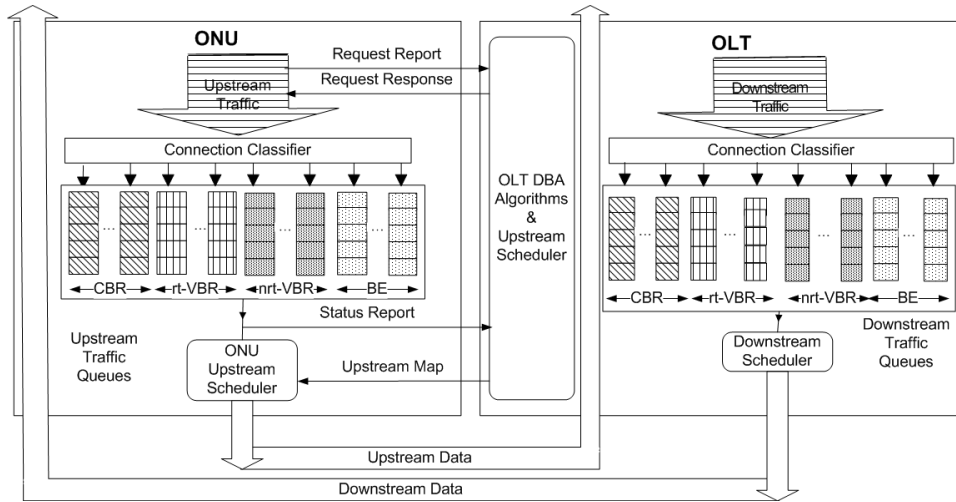 ONU
Upstream
Traffic
Connection Classifier
... ... ... ...
CBR rt-VBR nrt-VBR BE
Upstream
Traffic
Queues
ONU
Upstream
Scheduler
Request Report
Request Response
Status Report
Upstream Map
OLT DBA
Algorithms
&
Upstream
Scheduler
OLT
Downstream
Traffic
Connection Classifier
... ... ... ...
CBR rt-VBR nrt-VBR BE
Downstream
Scheduler
Downstream
Traffic
Queues
Upstream Data
Downstream Data